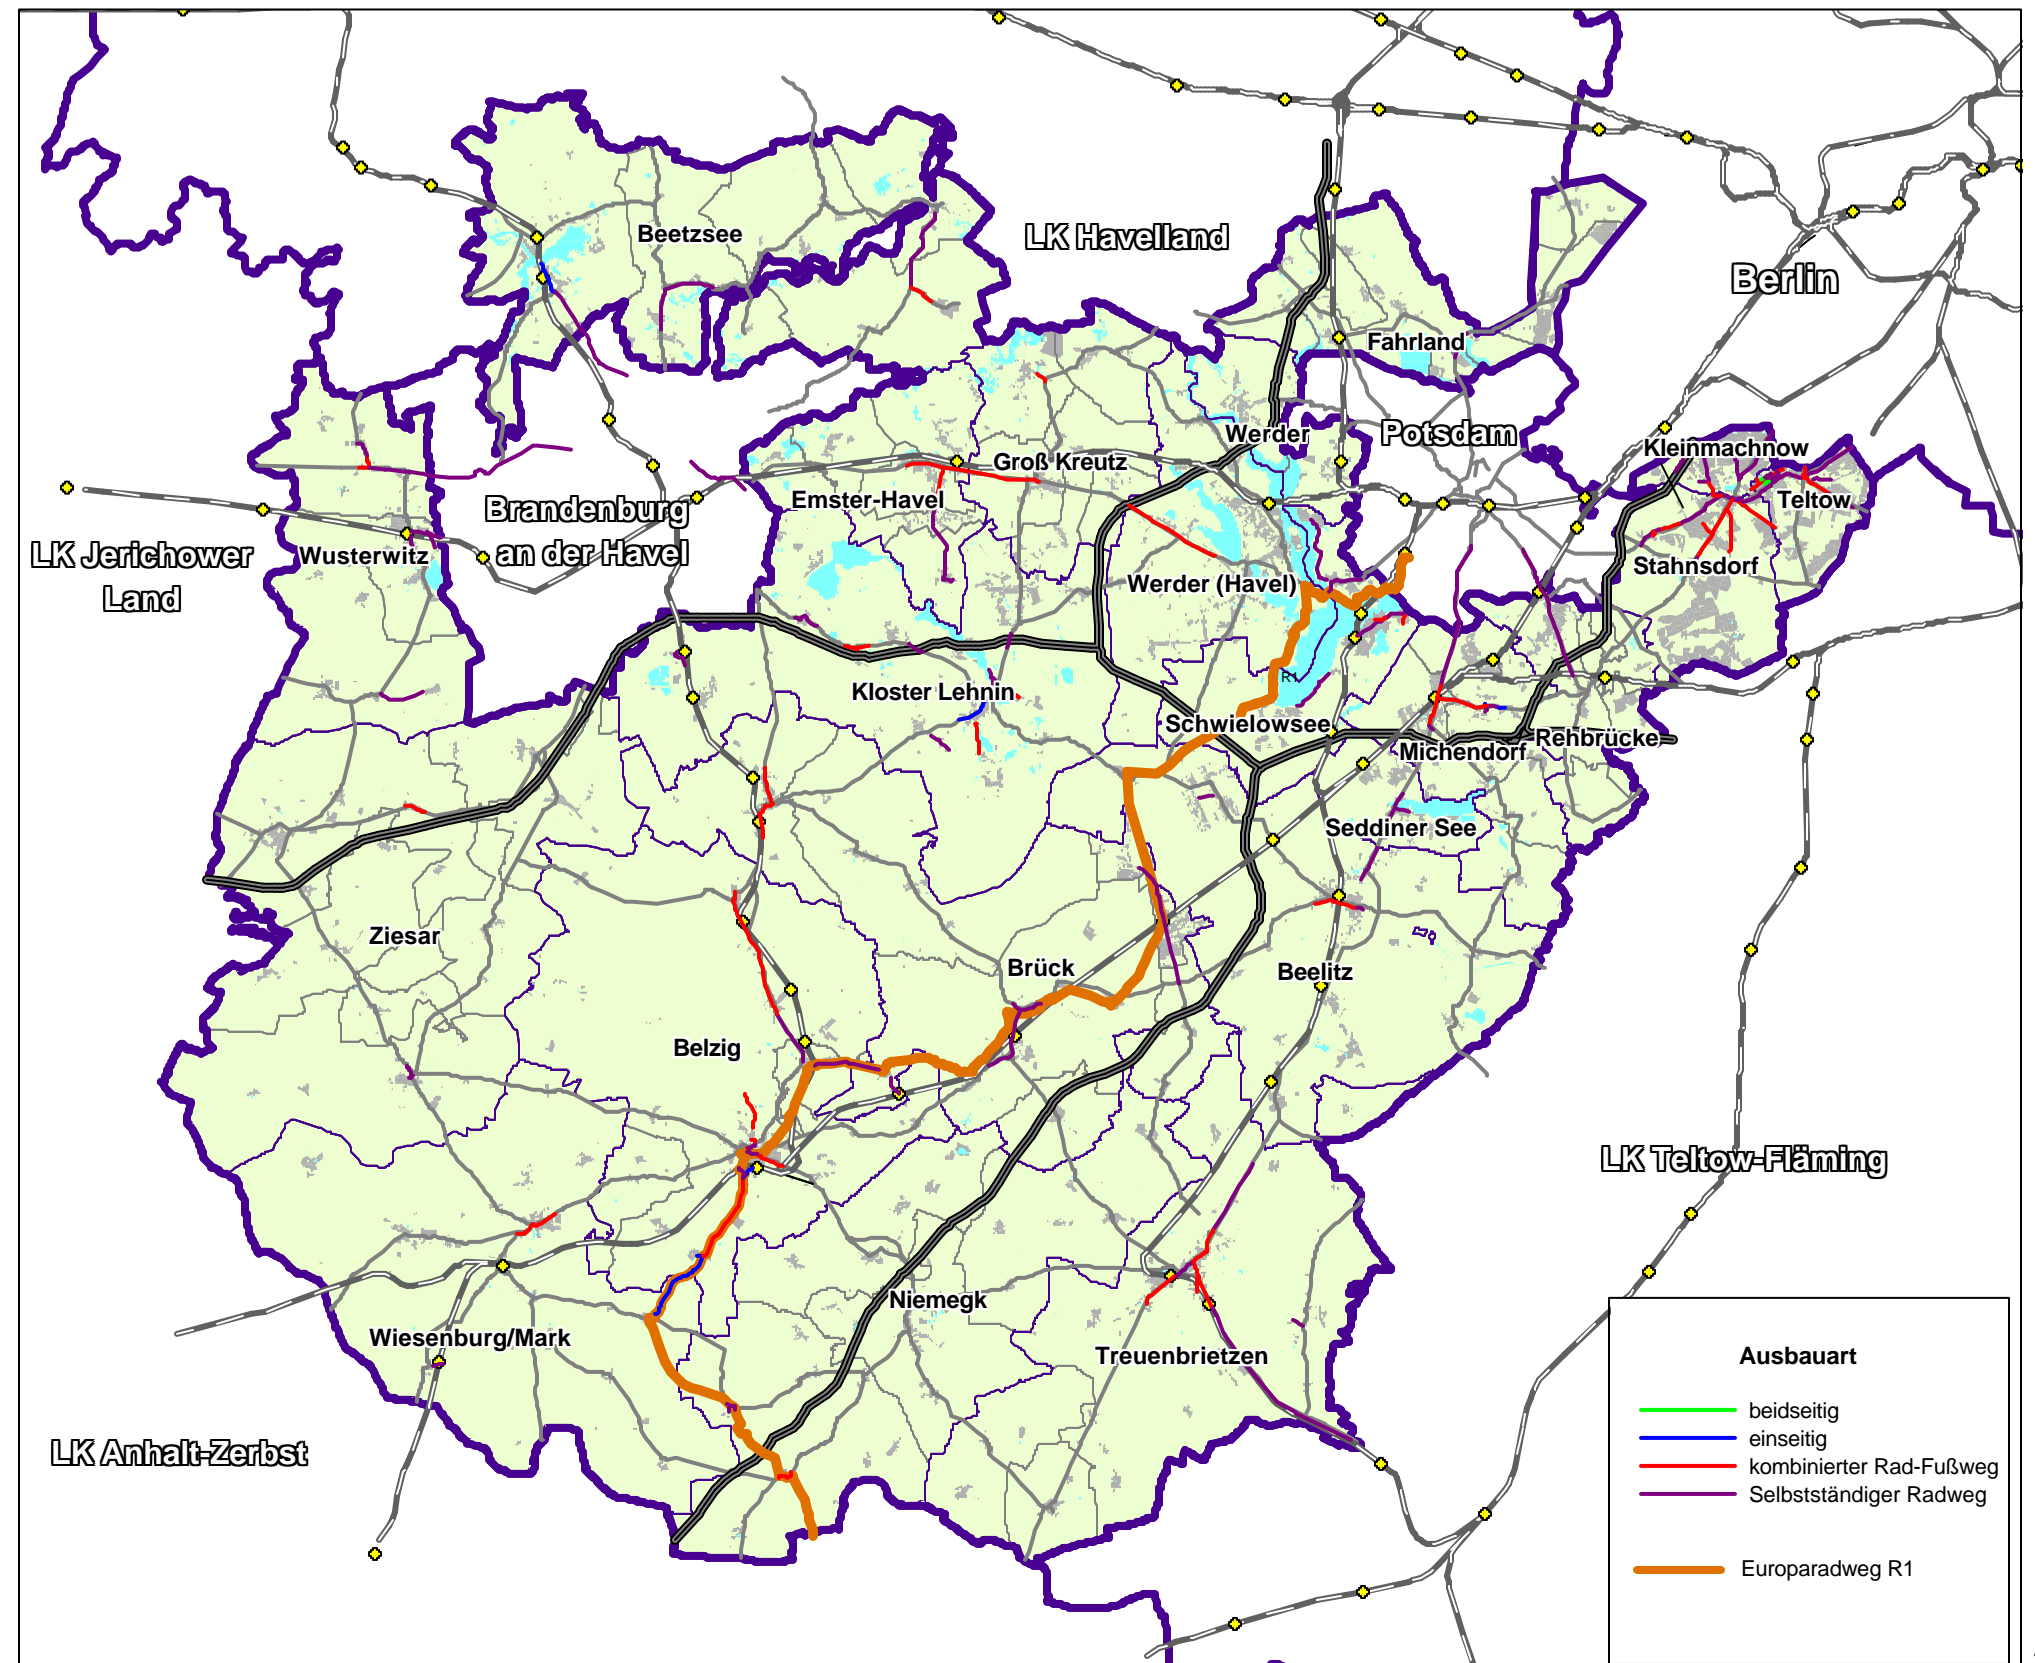 Beetzsee
LK Havelland
Berlin
Fahrland
Werder
Potsdam
Kleinmachnow
Groß Kreutz
Emster-Havel
Teltow
Brandenburg
an der Havel
LK Jerichower
Land
Wusterwitz
Stahnsdorf
Werder (Havel)
R1
Kloster Lehnin
Schwielowsee
Michendorf
Rehbrücke
Seddiner See
Ziesar
Brück
Beelitz
Belzig
LK Teltow-Fläming
Niemegk
Wiesenburg/Mark
Treuenbrietzen
LK Anhalt-Zerbst
Ausbauart
beidseitig
einseitig
kombinierter Rad-Fußweg
Selbstständiger Radweg
Europaradweg R1